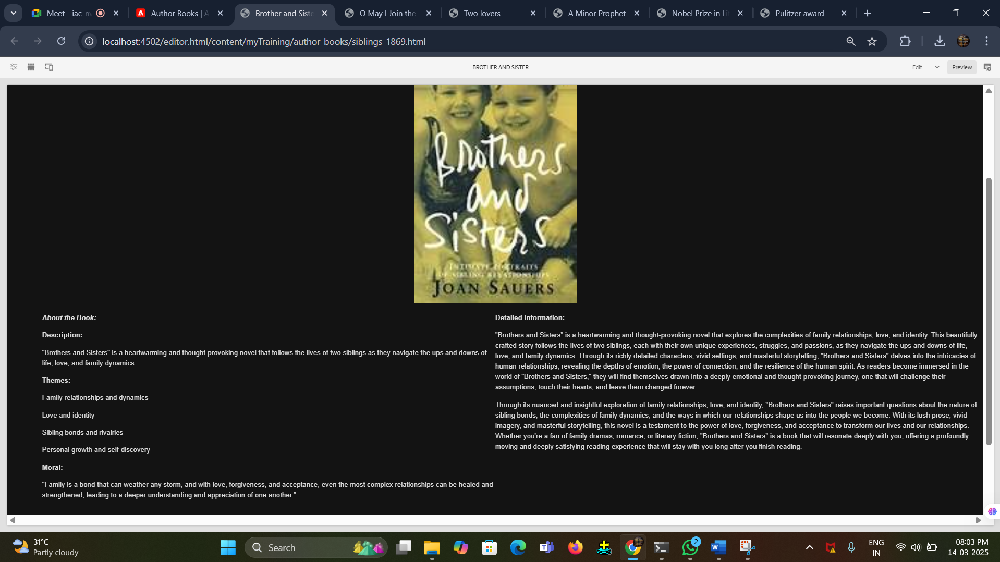 Meet - iac-nv
Author Books | A
Brother and Siste
O May I Join the
Two lovers
A Minor Prophet
Nobel Prize in Li
Pulitzer award
localhost:4502/editor.html/content/myTraining/author-books/siblings-1869.html
BROTHER AND SISTER
Edit
Preview
Brothers
and
Sisters
INTIMATE PORTRAITS
OF SIBLING RELATIONSHIPS
JOAN SAUERS
About the Book:
Description:
"Brothers and Sisters" is a heartwarming and thought-provoking novel that follows the lives of two siblings as they navigate the ups and downs of
life, love, and family dynamics.
Themes:
Family relationships and dynamics
Love and identity
Sibling bonds and rivalries
Personal growth and self-discovery
Moral:
"Family is a bond that can weather any storm, and with love, forgiveness, and acceptance, even the most complex relationships can be healed and
strengthened, leading to a deeper understanding and appreciation of one another."
Detailed Information:
"Brothers and Sisters" is a heartwarming and thought-provoking novel that explores the complexities of family relationships, love, and identity. This beautifully
crafted story follows the lives of two siblings, each with their own unique experiences, struggles, and passions, as they navigate the ups and downs of life,
love, and family dynamics. Through its richly detailed characters, vivid settings, and masterful storytelling, "Brothers and Sisters" delves into the intricacies of
human relationships, revealing the depths of emotion, the power of connection, and the resilience of the human spirit. As readers become immersed in the
world of "Brothers and Sisters," they will find themselves drawn into a deeply emotional and thought-provoking journey, one that will challenge their
assumptions, touch their hearts, and leave them changed forever.
Through its nuanced and insightful exploration of family relationships, love, and identity, "Brothers and Sisters" raises important questions about the nature of
sibling bonds, the complexities of family dynamics, and the ways in which our relationships shape us into the people we become. With its lush prose, vivid
imagery, and masterful storytelling, this novel is a testament to the power of love, forgiveness, and acceptance to transform our lives and our relationships.
Whether you're a fan of family dramas, romance, or literary fiction, "Brothers and Sisters" is a book that will resonate deeply with you, offering a profoundly
moving and deeply satisfying reading experience that will stay with you long after you finish reading.
31°C
Partly cloudy
Search
2
ENG
IN
08:03 PM
14-03-2025